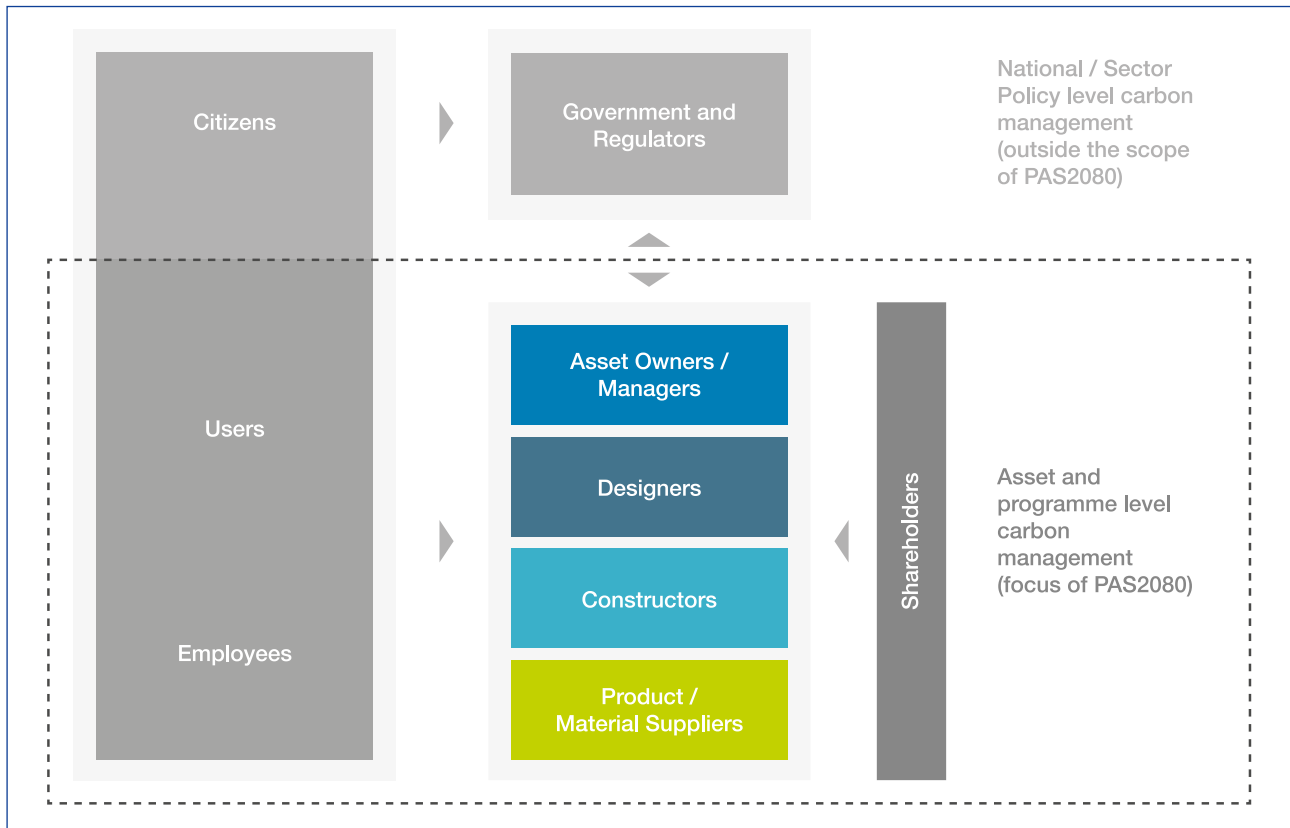 Citizens
Government and
Regulators
National / Sector
Policy level carbon
management
(outside the scope
of PAS2080)
Users
Employees
Asset Owners /
Managers
Designers
Constructors
Product /
Material Suppliers
Shareholders
Asset and
programme level
carbon
management
(focus of PAS2080)